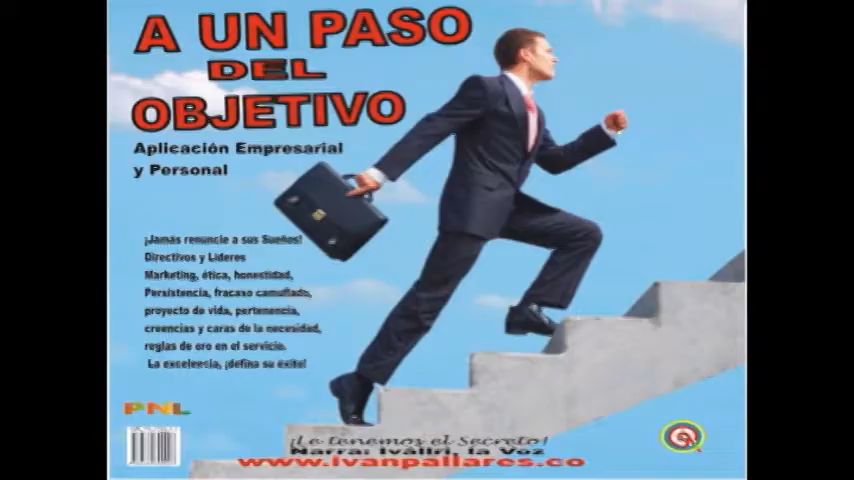 A UN PASO
DEL
OBJETIVO
Aplicación Empresarial
y Personal
¡Jamás renuncie a sus Sueños!
Directivos y Lideres
Marketing, ética, honestidad,
Persistencia, fracaso camuflado,
proyecto de vida, pertenencia,
creencias y caras de la necesidad,
reglas de oro en el servicio.
La excelencia, ¡defina su éxito!
PNL
¡Le tenemos el Secreto!
Narra: Iválirí, la Voz
www.ivanpallares.co